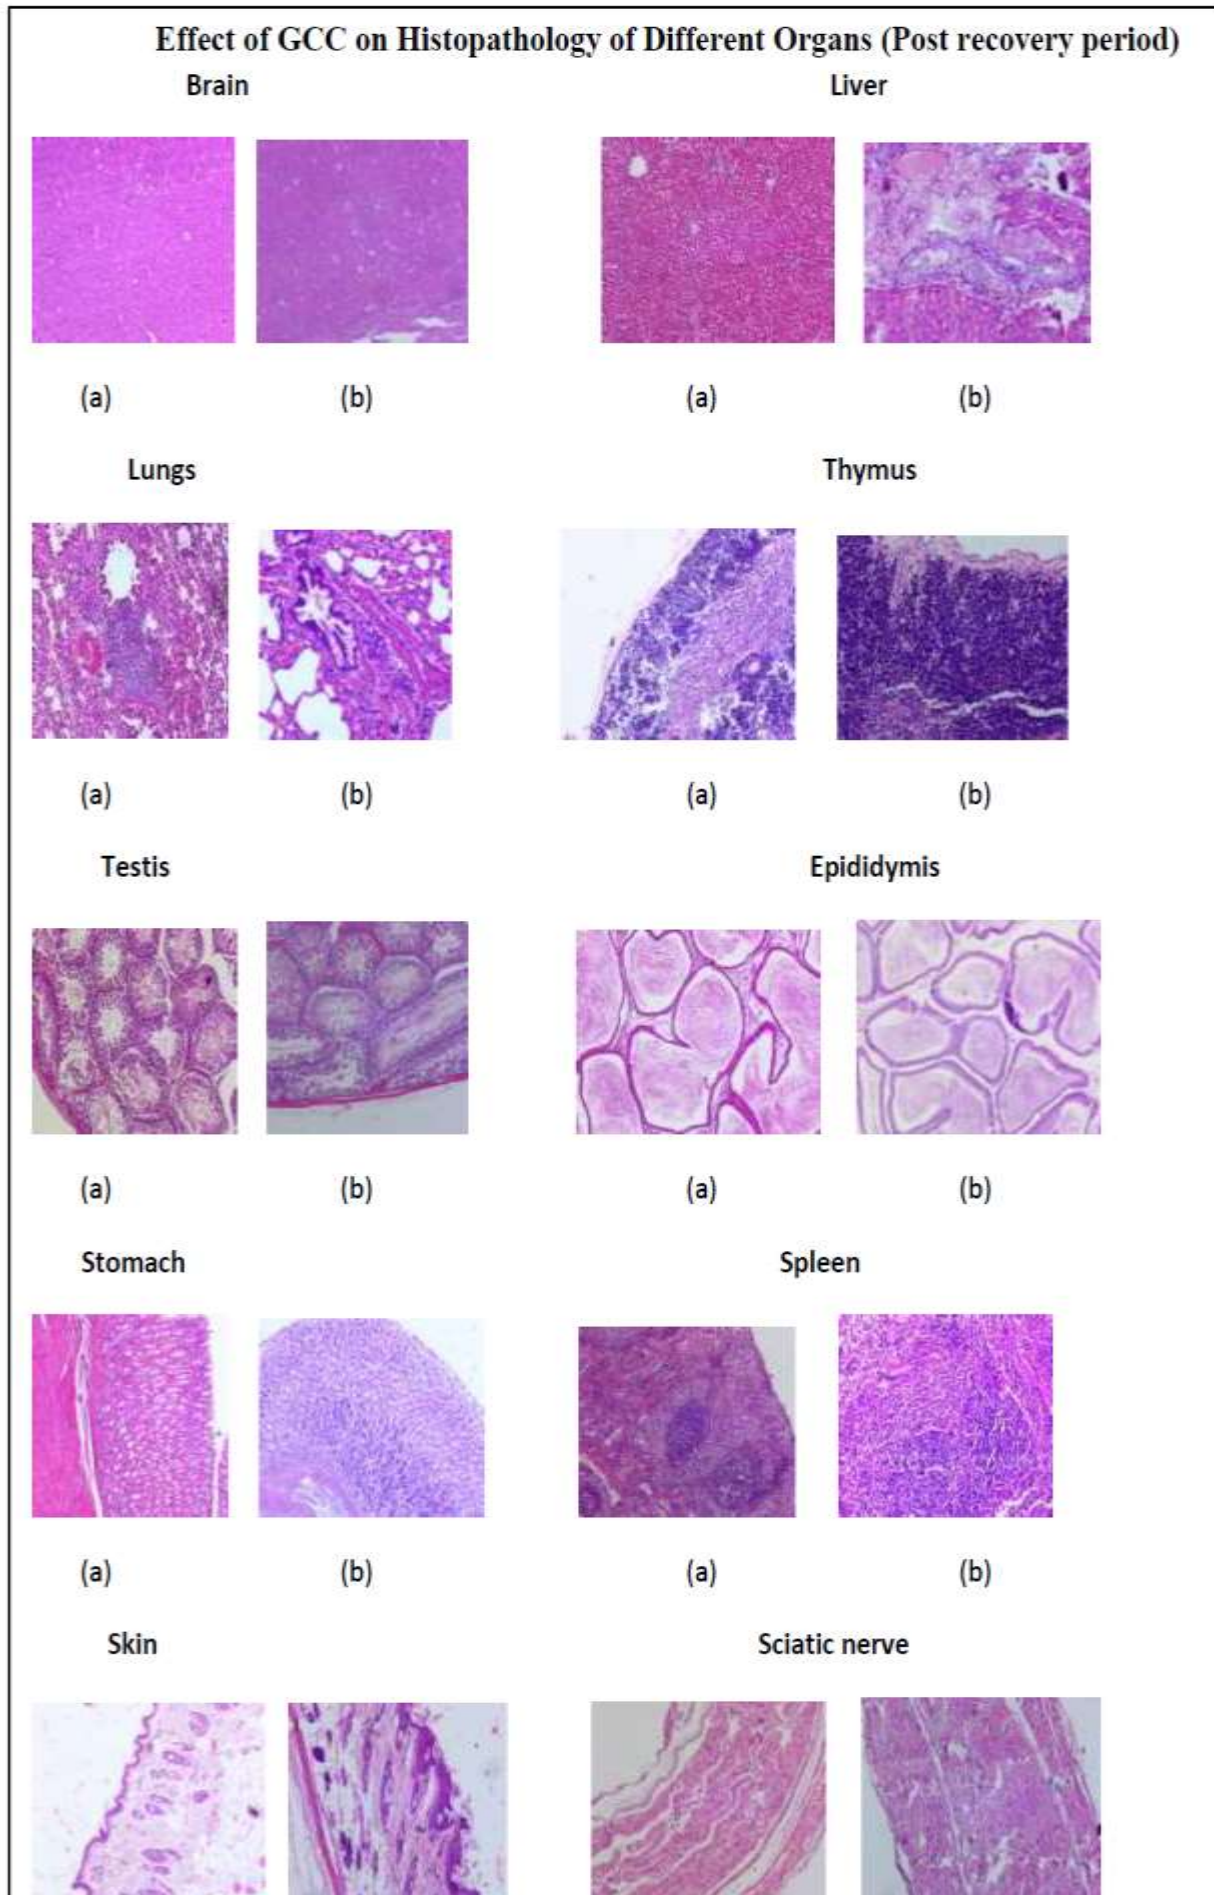 Effect of GCC on Histopathology of Different Organs (Post recovery period)
Brain Liver
(a) (b) (a) (b)
Lungs Thymus
(a) (b) (a) (b)
Testis Epididymis
(a) (b) (a) (b)
Stomach Spleen
(a) (b) (a) (b)
Skin Sciatic nerve